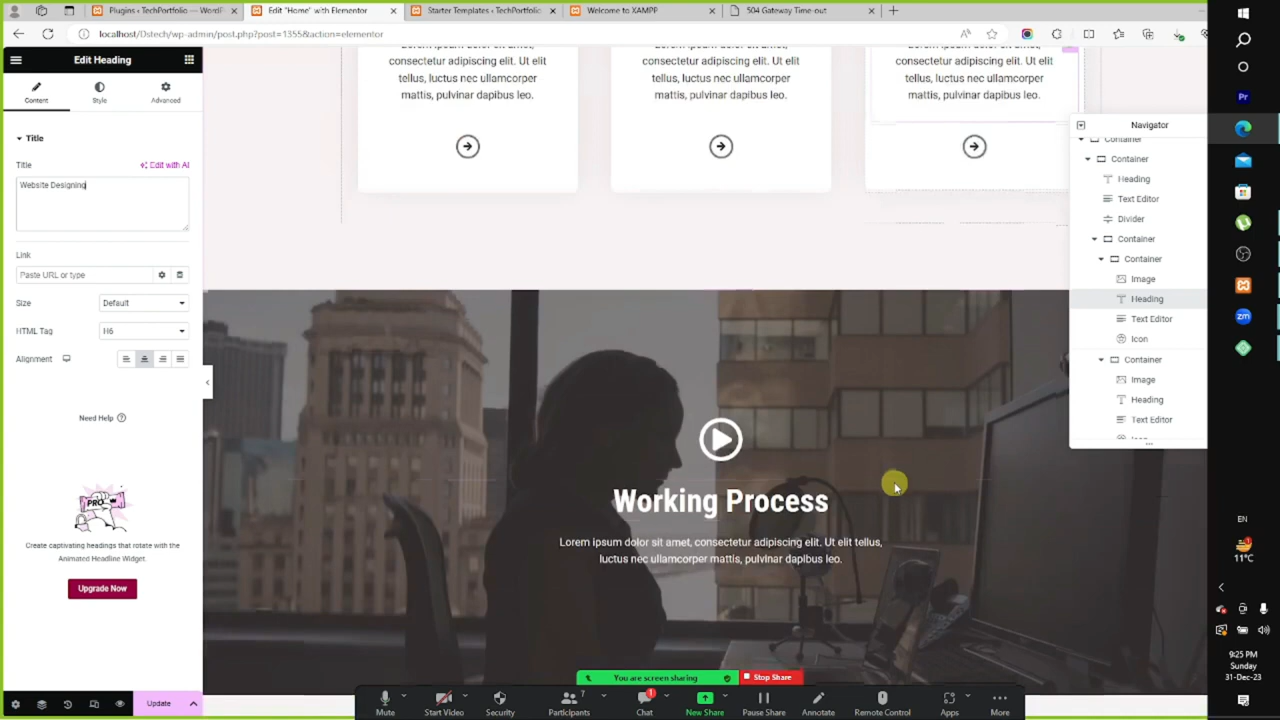 Plugins ‹ TechPortfolio — WordP
Edit "Home" with Elementor
Starter Templates ‹ TechPortfolio
Welcome to XAMPP
504 Gateway Time-out
localhost/Dstech/wp-admin/post.php?post=1355&action=elementor
Edit Heading
Content
Style
Advanced
Title
Title
Edit with AI
Website Designing
Link
Paste URL or type
Size
Default
HTML Tag
H6
Alignment
Need Help
PRO
Create captivating headings that rotate with the
Animated Headline Widget.
Upgrade Now
Update
consectetur adipiscing elit. Ut elit
tellus, luctus nec ullamcorper
mattis, pulvinar dapibus leo.
consectetur adipiscing elit. Ut elit
tellus, luctus nec ullamcorper
mattis, pulvinar dapibus leo.
consectetur adipiscing elit. Ut elit
tellus, luctus nec ullamcorper
mattis, pulvinar dapibus leo.
Working Process
Lorem ipsum dolor sit amet, consectetur adipiscing elit. Ut elit tellus,
luctus nec ullamcorper mattis, pulvinar dapibus leo.
Navigator
Container
Container
Heading
Text Editor
Divider
Container
Container
Image
Heading
Text Editor
Icon
Container
Image
Heading
Text Editor
You are screen sharing
Stop Share
Mute
Start Video
Security
Participants
7
Chat
1
New Share
Pause Share
Annotate
Remote Control
Apps
More
Pr
zm
EN
11°C
9:25 PM
Sunday
31-Dec-23